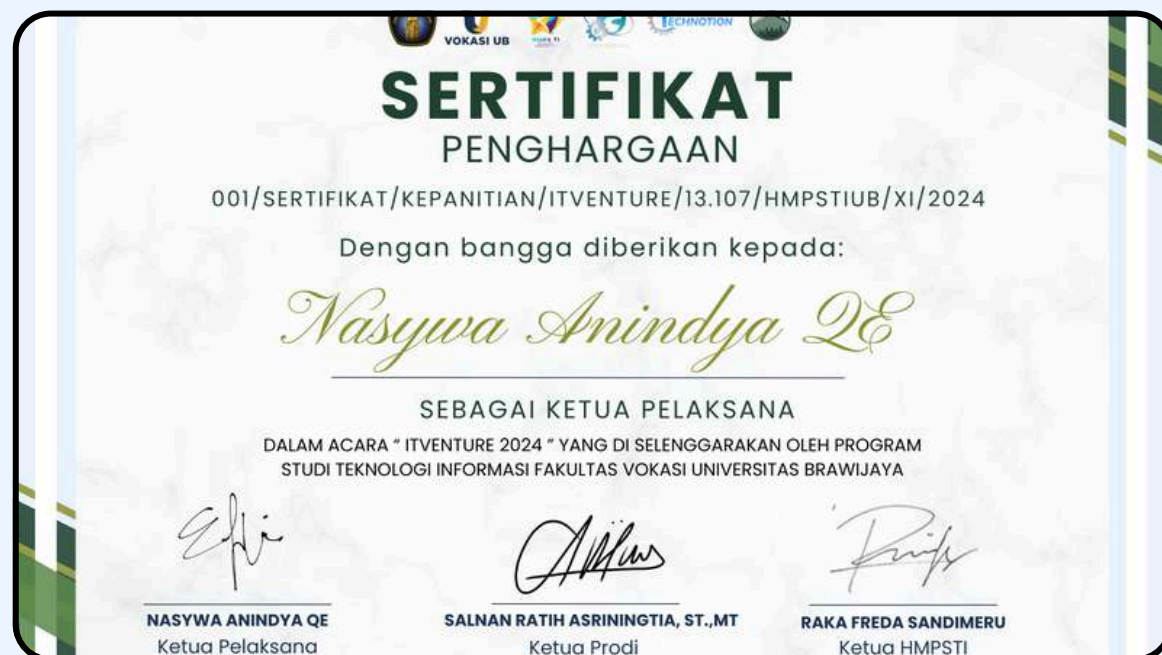 VOKASI UB
TECHNOTION
SERTIFIKAT
PENGHARGAAN
001/SERTIFIKAT/KEPANITIAN/ITVENTURE/13.107/HMPSTIUB/XI/2024
Dengan bangga diberikan kepada:
Nasywa Anindya QE
SEBAGAI KETUA PELAKSANA
DALAM ACARA “ ITVENTURE 2024 ” YANG DI SELENGGARAKAN OLEH PROGRAM
STUDI TEKNOLOGI INFORMASI FAKULTAS VOKASI UNIVERSITAS BRAWIJAYA
NASYWA ANINDYA QE
SALNAN RATIH ASRININGTIA, ST.,MT
RAKA FREDA SANDIMERU
Ketua Pelaksana
Ketua Prodi
Ketua HMPSTI